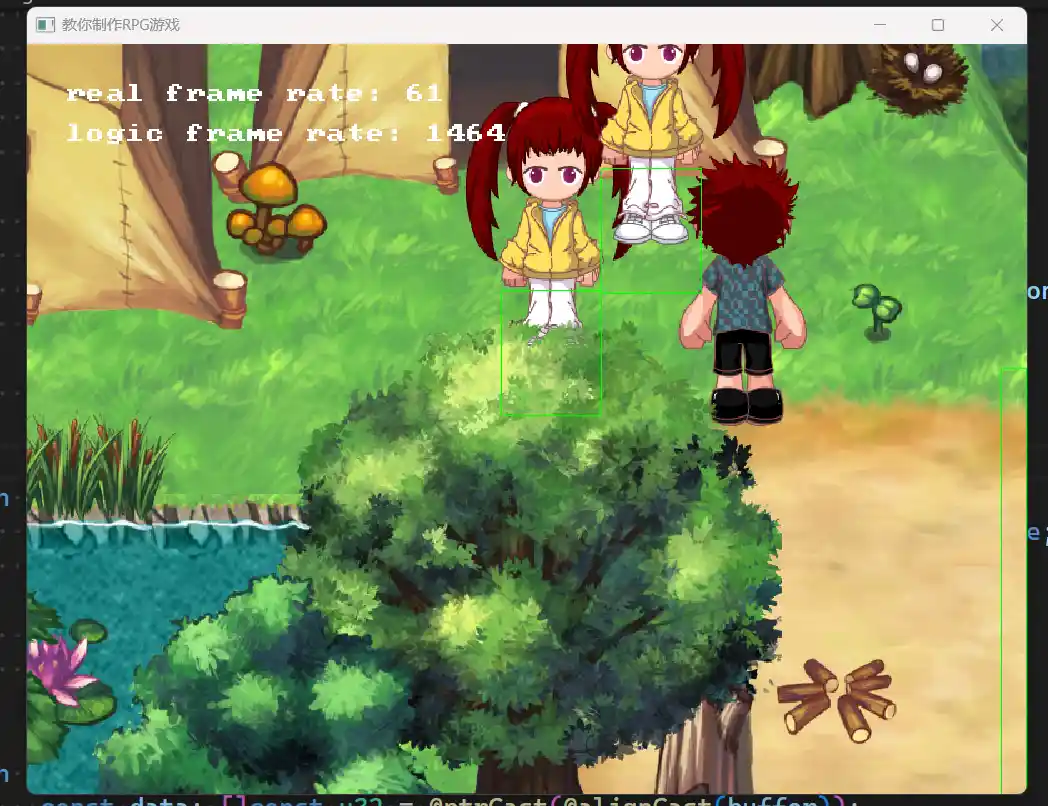 教你制作RPG游戏
real frame rate: 61
logic frame rate: 1464
or
n
e;
n
const data: []const u32 = @ptrCast(@alignCast(buffer));